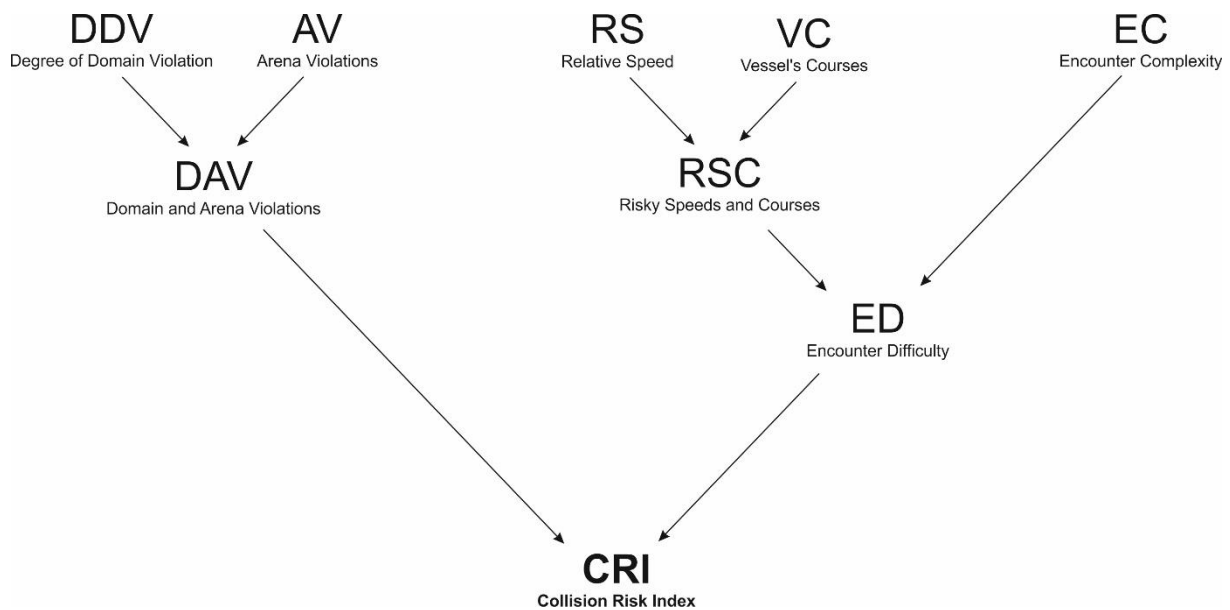 DDV
Degree of Domain Violation
AV
Arena Violations
RS
Relative Speed
VC
Vessel's Courses
EC
Encounter Complexity
DAV
Domain and Arena Violations
RSC
Risky Speeds and Courses
ED
Encounter Difficulty
CRI
Collision Risk Index